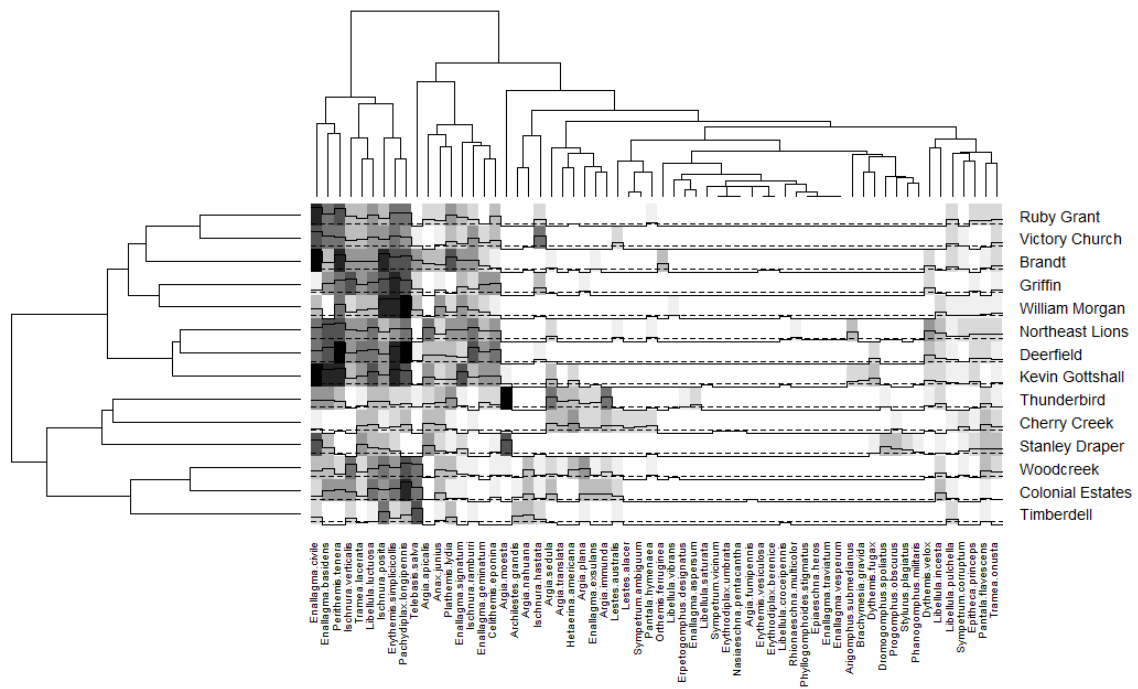 Ruby Grant
Victory Church
Brandt
Griffin
William Morgan
Northeast Lions
Deerfield
Kevin Gottshall
Thunderbird
Cherry Creek
Stanley Draper
Woodcreek
Colonial Estates
Timberdell
Enallagma.civile
Enallagma.basidens
Perithemis.tenera
Ischnura.verticalis
Tramea.lacerata
Libellula.luctuosa
Ischnura.posita
Erythemis.simplicicollis
Pachydiplax.longipennis
Telebasis.salva
Argia.apicalis
Anax.junius
Plathemis.lydia
Enallagma.signatum
Ischnura.ramburii
Enallagma.geminatum
Celithemis.eponina
Argia.moesta
Archilestes.grandis
Argia.nahuana
Ischnura.hastata
Argia.sedula
Argia.translata
Hetaerina.americana
Argia.plana
Enallagma.exsulans
Argia.immunda
Lestes.australis
Lestes.alacer
Sympetrum.ambiguum
Pantala.hymenaea
Orthemis.ferruginea
Libellula.vibrans
Erpetogomphus.designatus
Enallagma.aspersum
Libellula.saturata
Sympetrum.vicinum
Erythrodiplax.umbrata
Nasiaeschna.pentacantha
Argia.fumipennis
Erythemis.vesiculosa
Erythrodiplax.berenice
Libellula.croceipennis
Rhionaeschna.multicolor
Phyllogomphoides.stigmatus
Epiaeschna.heros
Enallagma.traviatum
Enallagma.vesperum
Arigomphus.submedianus
Brachymesia.gravida
Dythemis.fugax
Dromogomphus.spoliatus
Progomphus.obscurus
Stylurus.plagiatus
Phanogomphus.militaris
Dythemis.velox
Libellula.incesta
Libellula.pulchella
Sympetrum.corruptum
Epitheca.princeps
Pantala.flavescens
Tramea.onusta